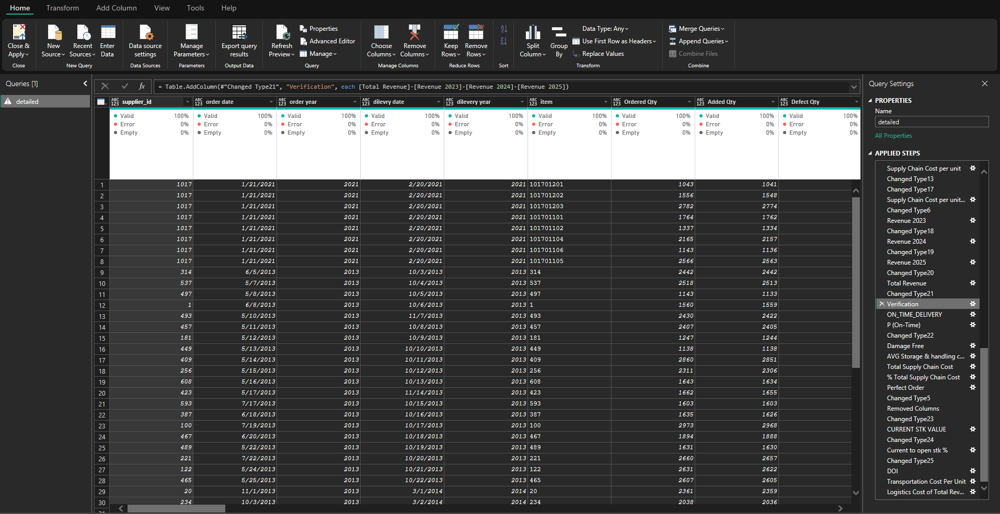 Home Transform Add Column View Tools Help
Close & Apply
Close
New Source
Recent Sources
Enter Data
New Query
Data source settings
Data Sources
Manage Parameters
Parameters
Export query results
Output Data
Refresh Preview
Properties
Advanced Editor
Manage
Query
Choose Columns
Remove Columns
Manage Columns
Keep Rows
Remove Rows
Reduce Rows
Sort
Split Column
Group By
Data Type: Any
Use First Row as Headers
Replace Values
Transform
Merge Queries
Append Queries
Combine Files
Combine
Queries [1]
detailed
fx = Table.AddColumn(#"Changed Type21", "Verification", each [Total Revenue]-[Revenue 2023]-[Revenue 2024]-[Revenue 2025])
ABC 123 supplier_id ABC 123 order date ABC 123 order year ABC 123 dilevry date ABC 123 dilevery year ABC 123 item ABC 123 Ordered Qty ABC 123 Added Qty ABC 123 Defect Qty
Valid 100% Valid 100% Valid 100% Valid 100% Valid 100% Valid 100% Valid 100% Valid 100% Valid 100%
Error 0% Error 0% Error 0% Error 0% Error 0% Error 0% Error 0% Error 0% Error 0%
Empty 0% Empty 0% Empty 0% Empty 0% Empty 0% Empty 0% Empty 0% Empty 0% Empty 0%
1 1017 1/21/2021 2021 2/20/2021 2021 101701201 1043 1041
2 1017 1/21/2021 2021 2/20/2021 2021 101701202 1556 1548
3 1017 1/21/2021 2021 2/20/2021 2021 101701203 2782 2774
4 1017 1/21/2021 2021 2/20/2021 2021 101701101 1764 1762
5 1017 1/21/2021 2021 2/20/2021 2021 101701102 1337 1334
6 1017 1/21/2021 2021 2/20/2021 2021 101701104 2165 2157
7 1017 1/21/2021 2021 2/20/2021 2021 101701106 1143 1136
8 1017 1/21/2021 2021 2/20/2021 2021 101701105 2566 2563
9 314 6/5/2013 2013 10/3/2013 2013 314 2442 2442
10 537 5/7/2013 2013 10/4/2013 2013 537 2518 2513
11 497 5/8/2013 2013 10/5/2013 2013 497 1143 1133
12 1 6/8/2013 2013 10/6/2013 2013 1 1560 1559
13 493 5/10/2013 2013 11/7/2013 2013 493 2430 2422
14 457 5/11/2013 2013 10/8/2013 2013 457 2407 2405
15 181 5/12/2013 2013 10/9/2013 2013 181 1247 1244
16 449 5/13/2013 2013 10/10/2013 2013 449 1138 1138
17 409 5/14/2013 2013 10/11/2013 2013 409 2860 2851
18 256 5/15/2013 2013 10/12/2013 2013 256 2311 2306
19 608 5/16/2013 2013 10/13/2013 2013 608 1643 1634
20 423 5/17/2013 2013 11/14/2013 2013 423 1662 1655
21 593 7/17/2013 2013 10/15/2013 2013 593 1603 1603
22 387 6/18/2013 2013 10/16/2013 2013 387 1635 1626
23 100 7/19/2013 2013 10/17/2013 2013 100 2973 2968
24 467 6/20/2013 2013 10/18/2013 2013 467 1894 1888
25 489 5/22/2013 2013 10/19/2013 2013 489 1631 1630
26 221 7/22/2013 2013 10/20/2013 2013 221 2660 2657
27 122 5/24/2013 2013 10/21/2013 2013 122 2631 2622
28 465 5/25/2013 2013 10/22/2013 2013 465 2607 2605
29 20 11/1/2013 2013 3/1/2014 2014 20 2361 2359
30 234 10/3/2013 2013 3/2/2014 2014 234 2038 2036
31
Query Settings
PROPERTIES
Name
detailed
All Properties
APPLIED STEPS
Supply Chain Cost per unit
Changed Type13
Changed Type17
Supply Chain Cost per unit...
Changed Type6
Revenue 2023
Changed Type18
Revenue 2024
Changed Type19
Revenue 2025
Changed Type20
Total Revenue
Changed Type21
Verification
ON_TIME_DELIVERY
P (On-Time)
Changed Type22
Damage Free
AVG Storage & handling c...
Total Supply Chain Cost
% Total Supply Chain Cost
Perfect Order
Changed Type5
Removed Columns
Changed Type23
CURRENT STK VALUE
Changed Type24
Current to open stk %
Changed Type25
DOI
Transportation Cost Per Unit
Logistics Cost of Total Rev...